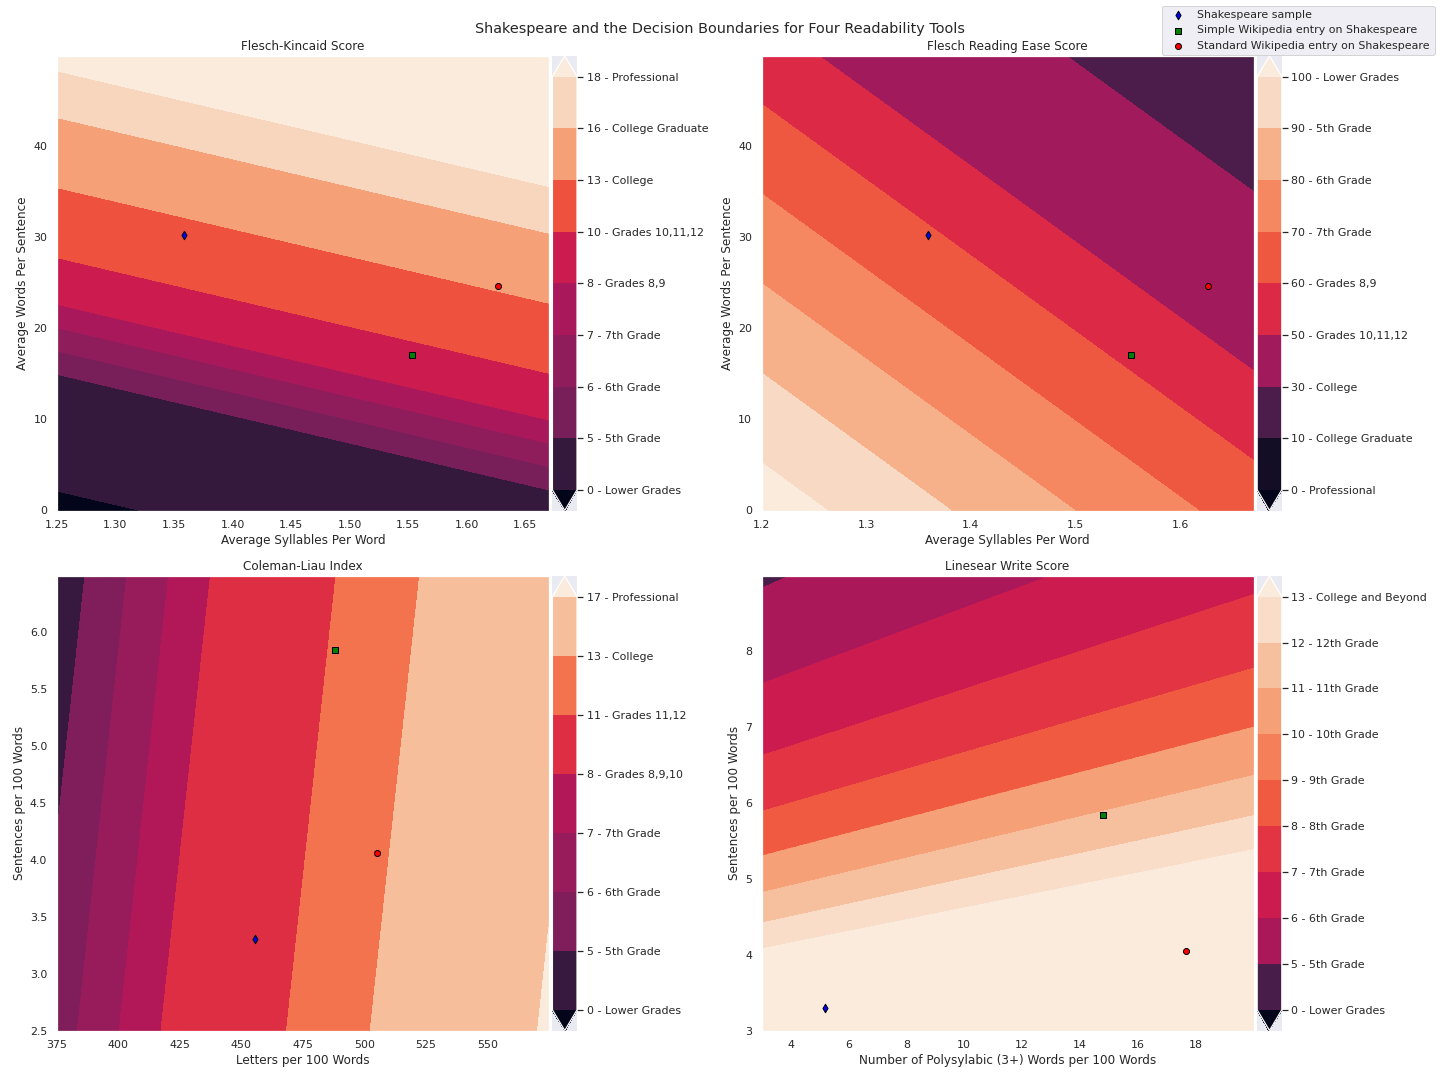 Shakespeare and the Decision Boundaries for Four Readability Tools
Shakespeare sample
Simple Wikipedia entry on Shakespeare
Standard Wikipedia entry on Shakespeare
Flesch-Kincaid Score
Average Words Per Sentence
40
30
20
10
0
1.25 1.30 1.35 1.40 1.45 1.50 1.55 1.60 1.65
Average Syllables Per Word
18 - Professional
16 - College Graduate
13 - College
10 - Grades 10,11,12
8 - Grades 8,9
7 - 7th Grade
6 - 6th Grade
5 - 5th Grade
0 - Lower Grades
Flesch Reading Ease Score
Average Words Per Sentence
40
30
20
10
0
1.2 1.3 1.4 1.5 1.6
Average Syllables Per Word
100 - Lower Grades
90 - 5th Grade
80 - 6th Grade
70 - 7th Grade
60 - Grades 8,9
50 - Grades 10,11,12
30 - College
10 - College Graduate
0 - Professional
Coleman-Liau Index
Sentences per 100 Words
6.0
5.5
5.0
4.5
4.0
3.5
3.0
2.5
375 400 425 450 475 500 525 550
Letters per 100 Words
17 - Professional
13 - College
11 - Grades 11,12
8 - Grades 8,9,10
7 - 7th Grade
6 - 6th Grade
5 - 5th Grade
0 - Lower Grades
Linesear Write Score
Sentences per 100 Words
8
7
6
5
4
3
4 6 8 10 12 14 16 18
Number of Polysylabic (3+) Words per 100 Words
13 - College and Beyond
12 - 12th Grade
11 - 11th Grade
10 - 10th Grade
9 - 9th Grade
8 - 8th Grade
7 - 7th Grade
6 - 6th Grade
5 - 5th Grade
0 - Lower Grades